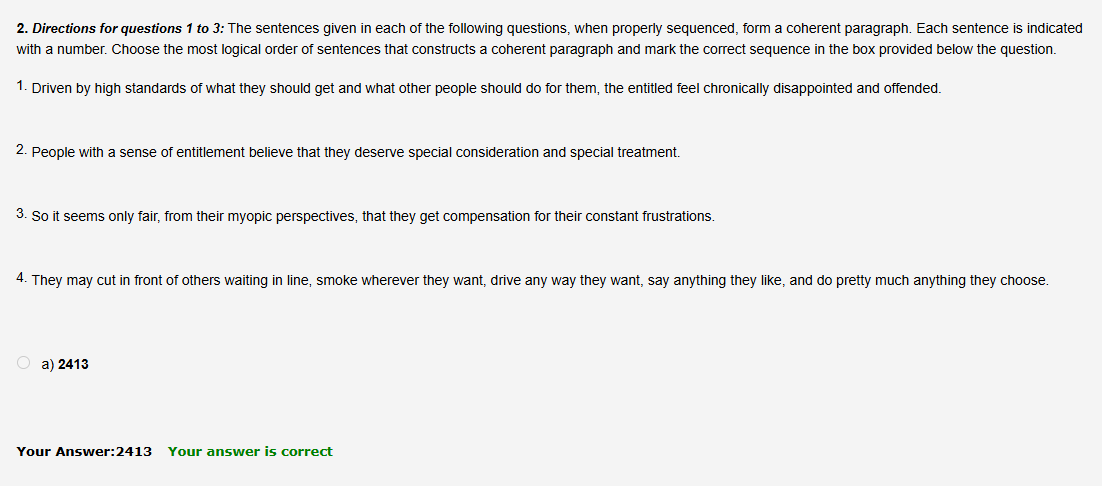 2. Directions for questions 1 to 3: The sentences given in each of the following questions, when properly sequenced, form a coherent paragraph. Each sentence is indicated
with a number. Choose the most logical order of sentences that constructs a coherent paragraph and mark the correct sequence in the box provided below the question.
1. Driven by high standards of what they should get and what other people should do for them, the entitled feel chronically disappointed and offended.
2. People with a sense of entitlement believe that they deserve special consideration and special treatment.
3. So it seems only fair, from their myopic perspectives, that they get compensation for their constant frustrations.
4. They may cut in front of others waiting in line, smoke wherever they want, drive any way they want, say anything they like, and do pretty much anything they choose.
a) 2413
Your Answer:2413 Your answer is correct